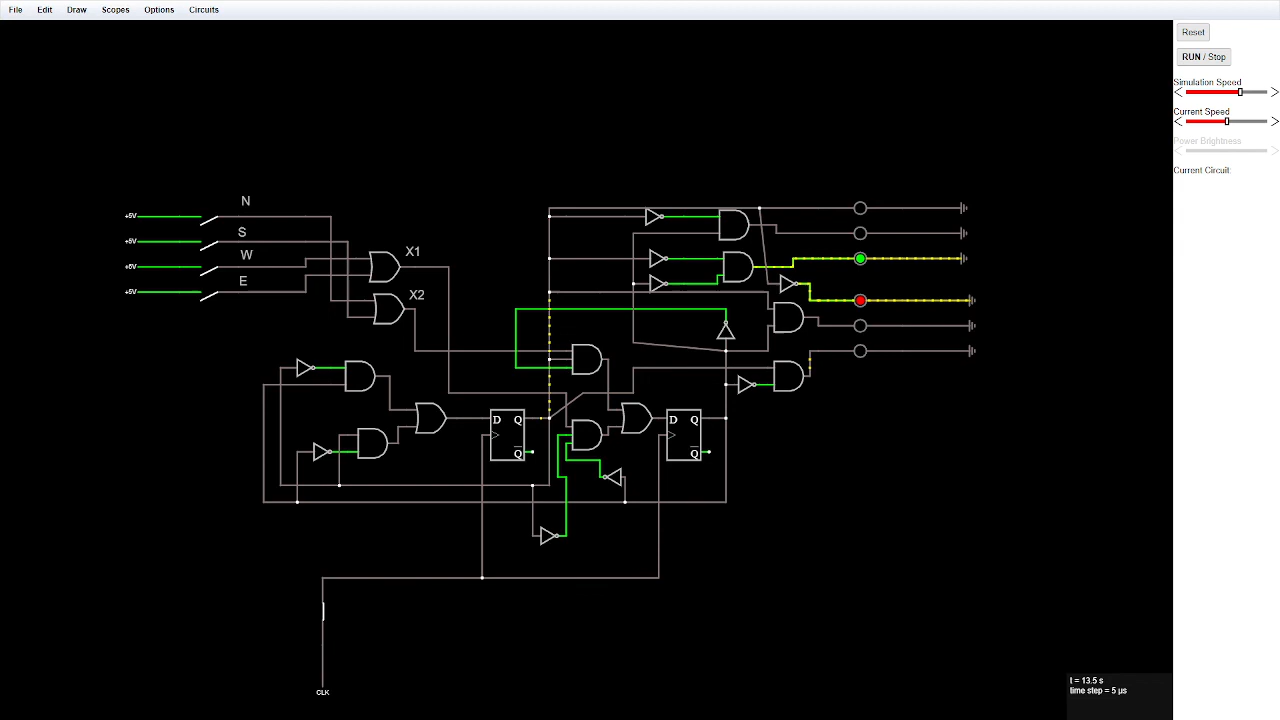 File Edit Draw Scopes Options Circuits
Reset
RUN / Stop
Simulation Speed
Current Speed
Power Brightness
Current Circuit:
N
+5V
S
+5V
W
+5V
E
+5V
X1
X2
D Q
Q
D Q
Q
CLK
t = 13.5 s
time step = 5 µs